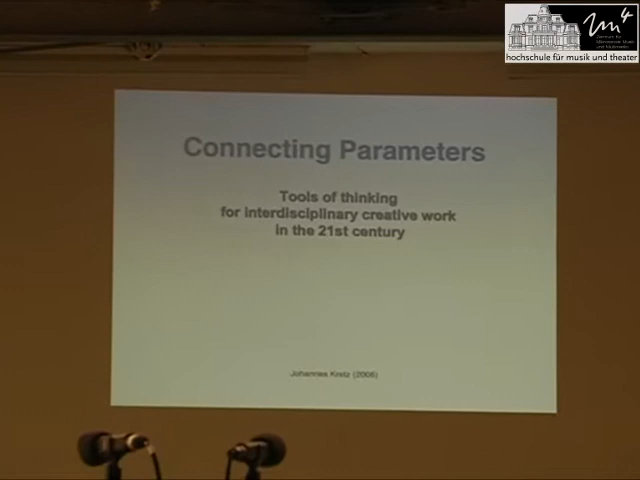 Connecting Parameters
Tools of thinking
for interdisciplinary creative work
in the 21st century
Johannes Kretz (2006)
hochschule für musik und theater